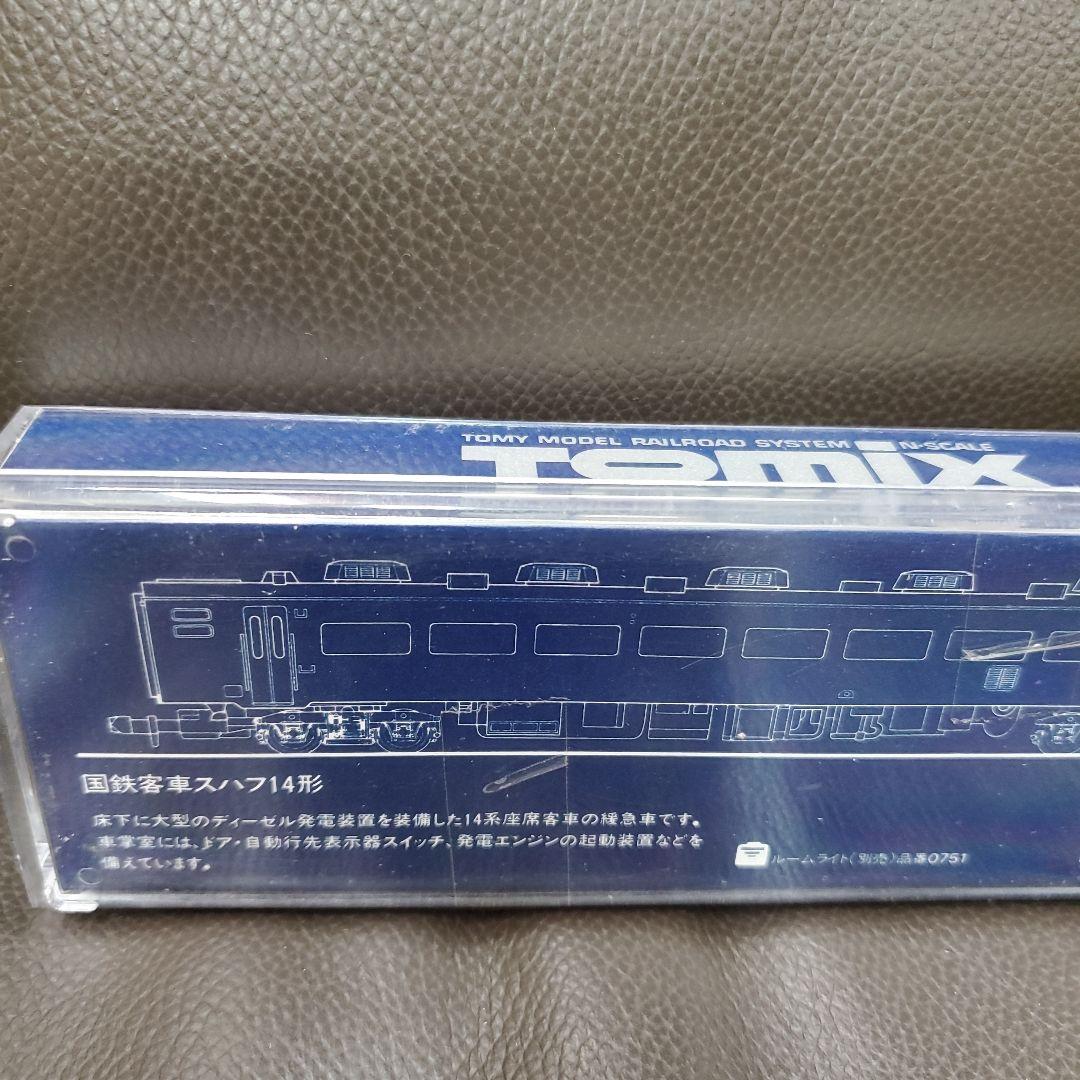 TOMY MODEL RAILROAD SYSTEM N-SCALE
TOMIX
国鉄客車スハフ14形
床下に大型のディーゼル発電装置を装備した14系座席客車の緩急車です。
車掌室には、ドア・自動行先表示器スイッチ、発電エンジンの起動装置などを
備えています。
ルームライト(別売)品番0751